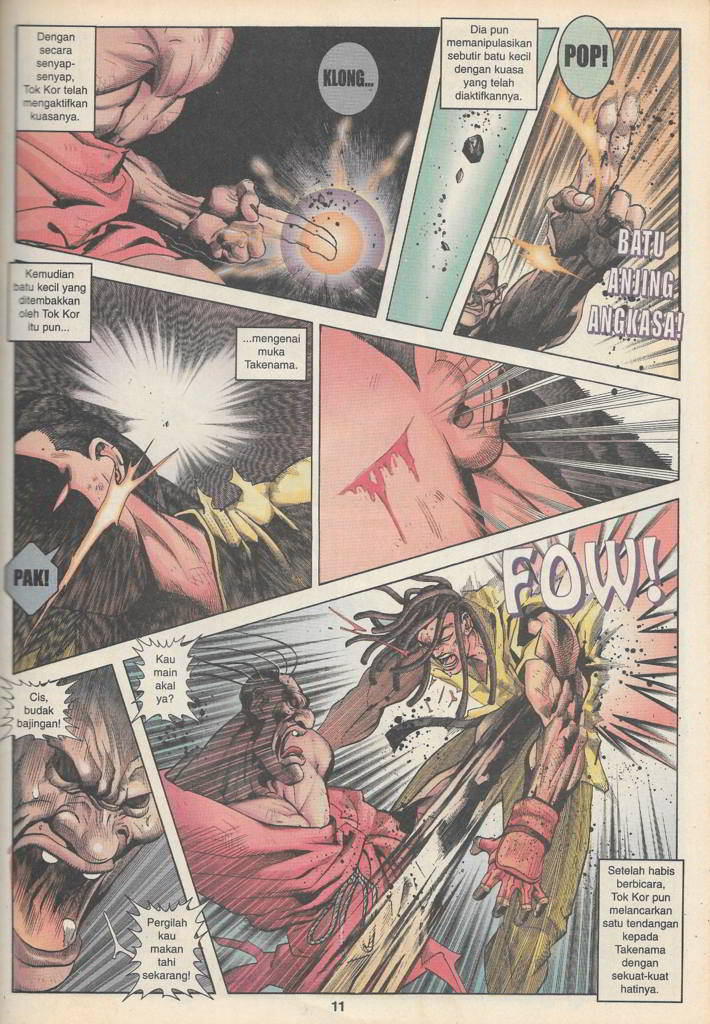 Dengan
secara
senyap-
senyap,
Tok Kor telah
mengaktifkan
kuasanya.
KLONG...
Dia pun
memanipulasikan
sebutir batu kecil
dengan kuasa
yang telah
diaktifkannya.
POP!
BATU
ANJING
ANGKASA!
Kemudian
batu kecil yang
ditembakkan
oleh Tok Kor
itu pun...
...mengenai
muka
Takenama.
PAK!
FOW!
Cis,
budak
bajingan!
Kau
main
akal
ya?
Pergilah
kau
makan
tahi
sekarang!
Setelah habis
berbicara,
Tok Kor pun
melancarkan
satu tendangan
kepada
Takenama
dengan
sekuat-kuat
hatinya.
11